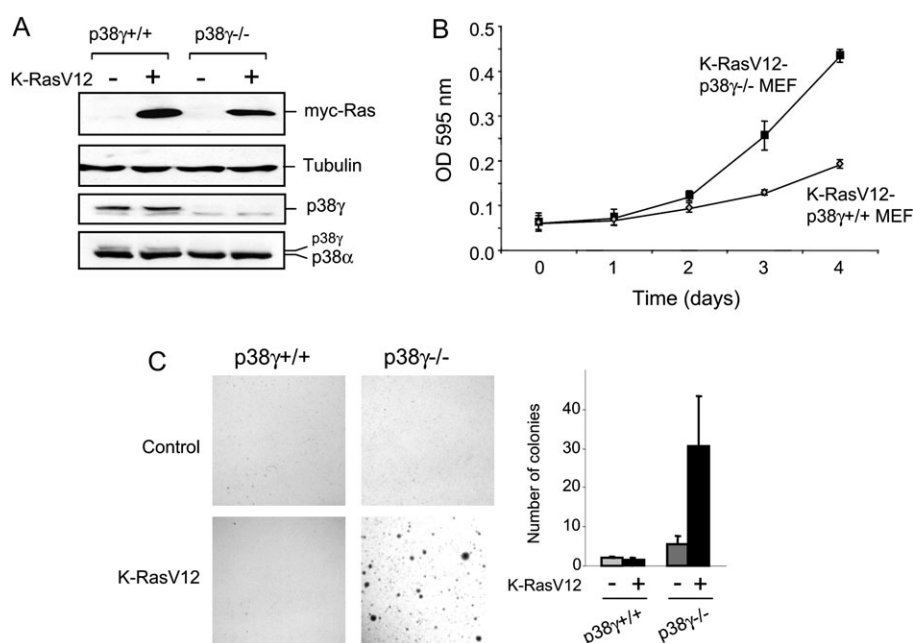 A
p38γ+/+ p38γ-/-
K-RasV12 - + - +
myc-Ras
Tubulin
p38γ
p38γ
p38α
B
OD 595 nm
0.5
0.4
0.3
0.2
0.1
0.0
K-RasV12-
p38γ-/- MEF
K-RasV12-
p38γ+/+ MEF
0 1 2 3 4
Time (days)
C
p38γ+/+ p38γ-/-
Control
K-RasV12
Number of colonies
40
30
20
10
0
K-RasV12 - + - +
p38γ+/+ p38γ-/-